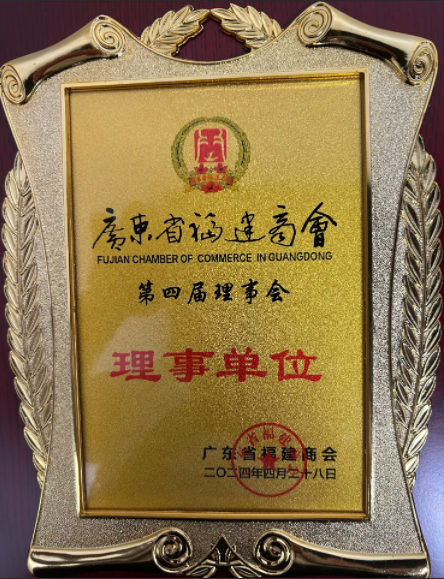 廣東省福建商會
FUJIAN CHAMBER OF COMMERCE IN GUANGDONG
第四届理事会
理事单位
广东省福建商会
二〇二四年四月二十八日